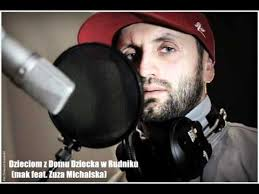 Dzieciom z Domu Dziecka w Rudniku
(mak feat. Zuza Michalska)